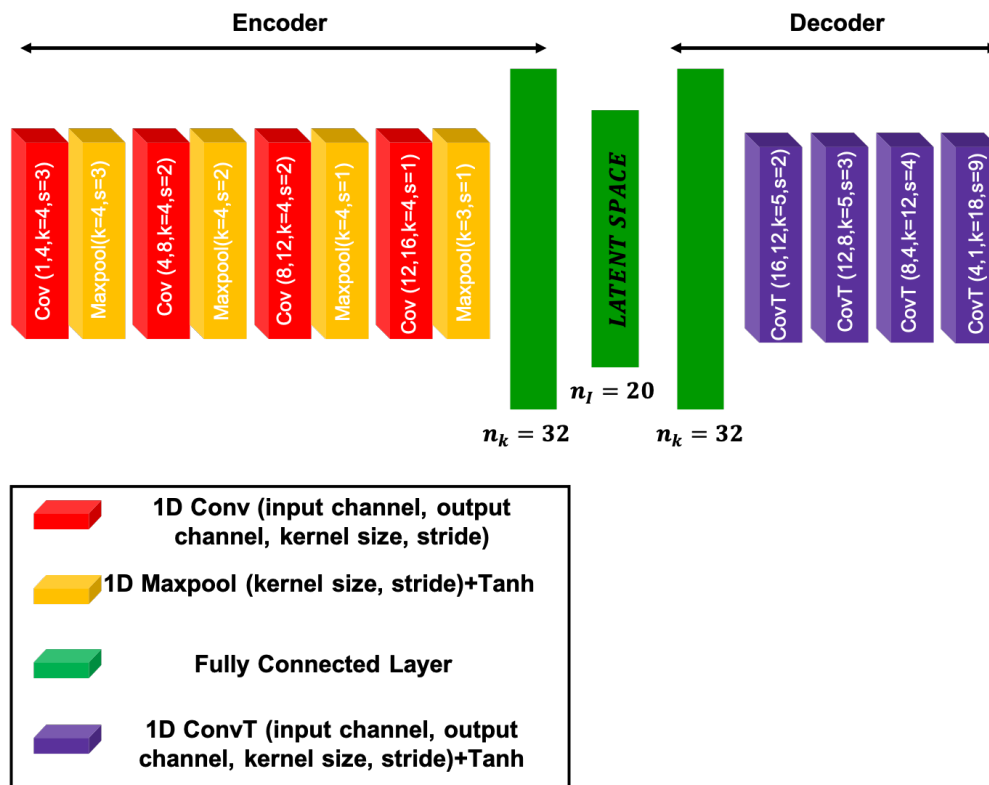 Encoder
Decoder
Cov (1,4,k=4,s=3)
Maxpool(k=4,s=3)
Cov (4,8,k=4,s=2)
Maxpool(k=4,s=2)
Cov (8,12,k=4,s=2)
Maxpool(k=4,s=1)
Cov (12,16,k=4,s=1)
Maxpool(k=3,s=1)
LATENT SPACE
CovT (16,12,k=5,s=2)
CovT (12,8,k=5,s=3)
CovT (8,4,k=12,s=4)
CovT (4,1,k=18,s=9)
n_I = 20
n_k = 32
n_k = 32
1D Conv (input channel, output
channel, kernel size, stride)
1D Maxpool (kernel size, stride)+Tanh
Fully Connected Layer
1D ConvT (input channel, output
channel, kernel size, stride)+Tanh